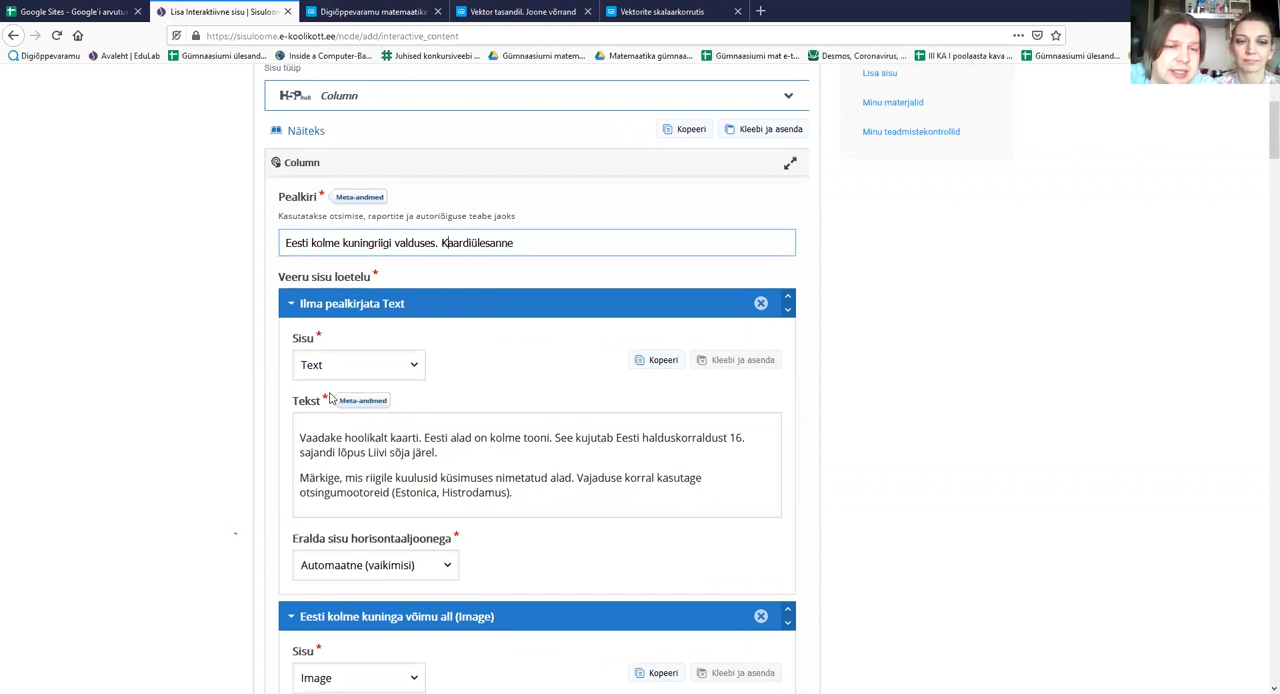 Google Sites - Google'i arvutus
Lisa Interaktiivne sisu | Sisuloon
Digiõppevaramu matemaatika
Vektor tasandil. Joone võrrand
Vektorite skalaarkorrutis
https://sisuloome.e-koolikott.ee/node/add/interactive_content
Digiõppevaramu
Avaleht | EduLab
Gümnaasiumi ülesand...
Inside a Computer-Ba...
Juhised konkursiveebi ...
Gümnaasiumi matem...
Matemaatika gümnaa...
Gümnaasiumi mat e-t...
Desmos, Coronavirus, ...
III KA I poolaasta kava ...
Gümnaasiumi ülesand...
Sisu tüüp
H5P hub Column
Näiteks
Kopeeri
Kleebi ja asenda
Column
Pealkiri * Meta-andmed
Kasutatakse otsimise, raportite ja autoriõiguse teabe jaoks
Eesti kolme kuningriigi valduses. Kaardiülesanne
Veeru sisu loetelu *
Ilma pealkirjata Text
Sisu *
Text
Kopeeri
Kleebi ja asenda
Tekst * Meta-andmed
Vaadake hoolikalt kaarti. Eesti alad on kolme tooni. See kujutab Eesti halduskorraldust 16.
sajandi lõpus Liivi sõja järel.
Märkige, mis riigile kuulusid küsimuses nimetatud alad. Vajaduse korral kasutage
otsingumootoreid (Estonica, Histrodamus).
Eralda sisu horisontaaljoonega *
Automaatne (vaikimisi)
Eesti kolme kuninga võimu all (Image)
Sisu *
Image
Kopeeri
Kleebi ja asenda
Lisa sisu
Minu materjalid
Minu teadmistekontrollid